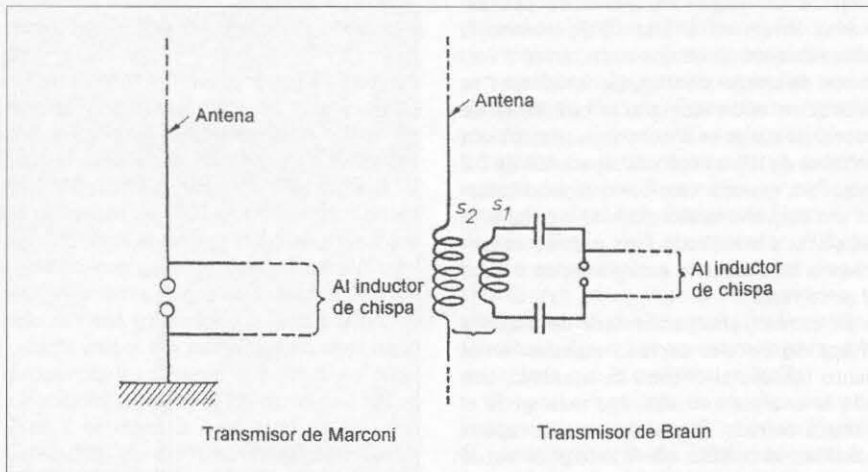 Antena
Al inductor
de chispa
Transmisor de Marconi
Antena
S2
S1
Al inductor
de chispa
Transmisor de Braun